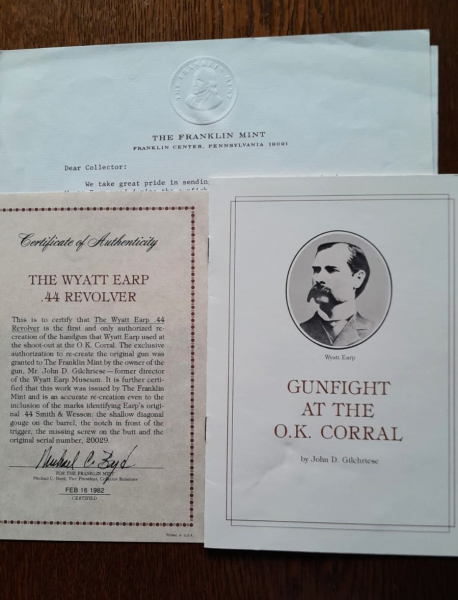 THE FRANKLIN MINT
FRANKLIN CENTER, PENNSYLVANIA 19091
Dear Collector:
We take great pride in sending
Certificate of Authenticity
THE WYATT EARP
.44 REVOLVER
This is to certify that The Wyatt Earp .44
Revolver is the first and only authorized re-
creation of the handgun that Wyatt Earp used at
the shoot-out at the O.K. Corral. The exclusive
authorization to re-create the original gun was
granted to The Franklin Mint by the owner of the
gun, Mr. John D. Gilchriese—former director
of the Wyatt Earp Museum. It is further certi-
fied that this work was issued by The Franklin
Mint and is an accurate re-creation even to the
inclusion of the marks identifying Earp's origi-
nal .44 Smith & Wesson: the shallow diagonal
gouge on the barrel, the notch in front of the
trigger, the missing screw on the butt and the
original serial number, 20029.
Michael C. Boyd
FOR THE FRANKLIN MINT
Michael C. Boyd, Vice President, Collector Relations
FEB 16 1982
CERTIFIED
Printed in U.S.A.
Wyatt Earp
GUNFIGHT
AT THE
O.K. CORRAL
by John D. Gilchriese